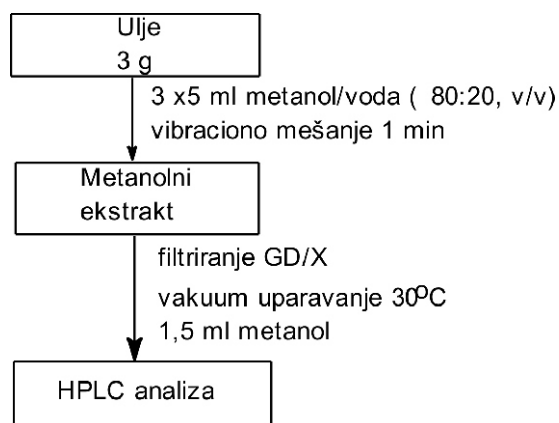 Ulje
3 g
3 x5 ml metanol/voda ( 80:20, v/v)
vibraciono mešanje 1 min
Metanolni
ekstrakt
filtriranje GD/X
vakuum uparavanje 30⁰C
1,5 ml metanol
HPLC analiza